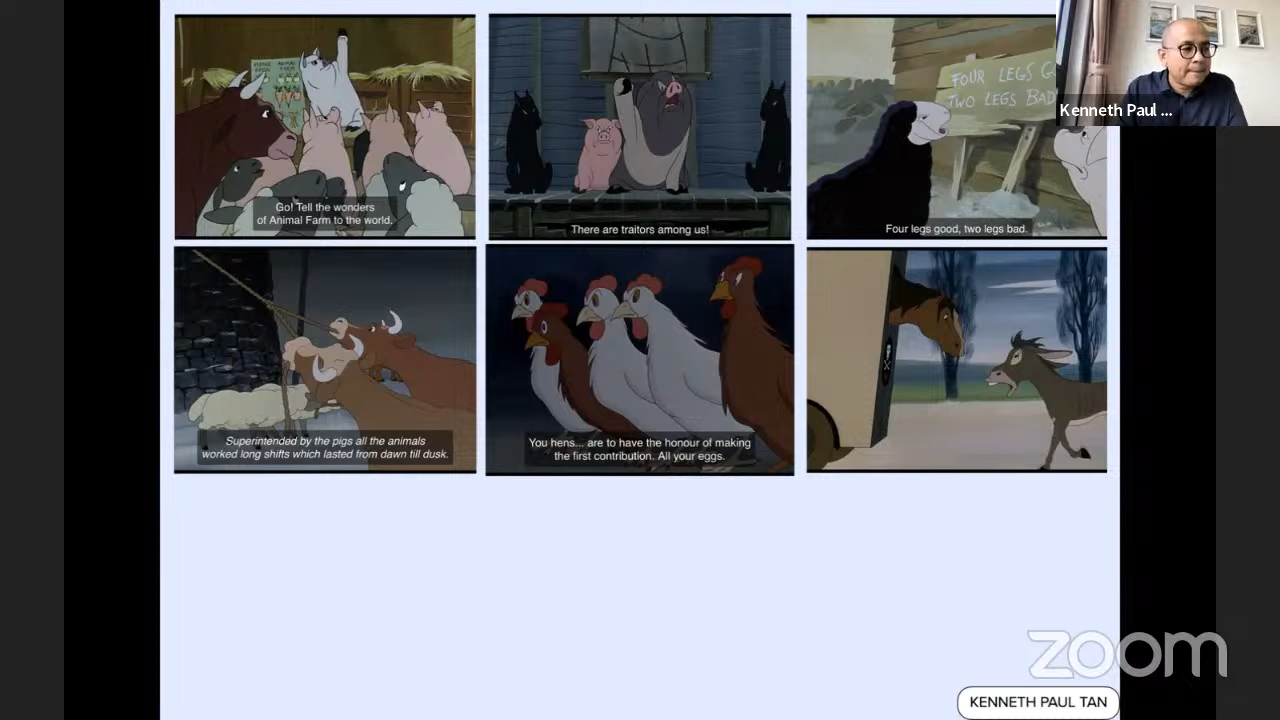 Go! Tell the wonders
of Animal Farm to the world.
There are traitors among us!
FOUR LEGS G
TWO LEGS BAD
Four legs good, two legs bad.
Kenneth Paul ...
Superintended by the pigs all the animals
worked long shifts which lasted from dawn till dusk.
You hens... are to have the honour of making
the first contribution. All your eggs.
zoom
KENNETH PAUL TAN